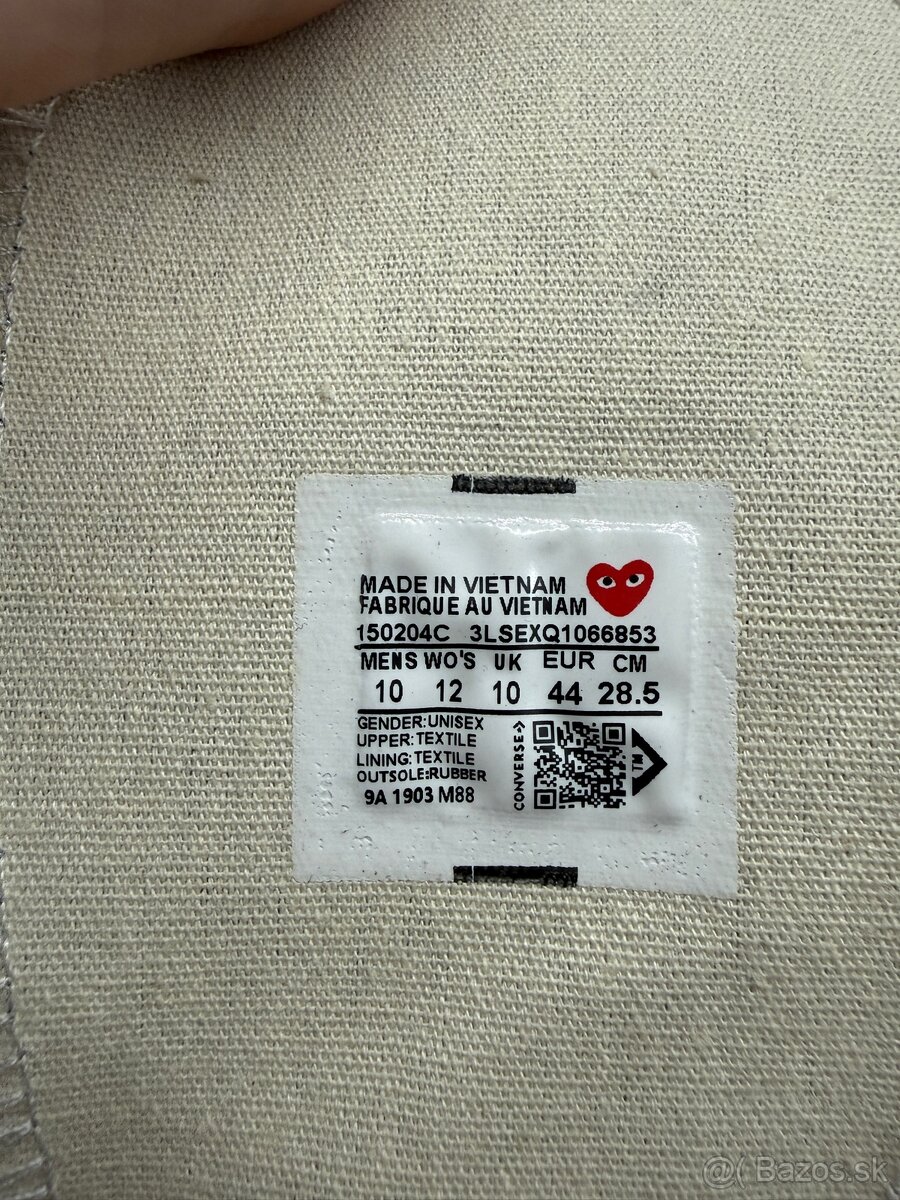 MADE IN VIETNAM
FABRIQUE AU VIETNAM
150204C 3LSEXQ1066853
MENS WO'S UK EUR CM
10 12 10 44 28.5
GENDER:UNISEX
UPPER:TEXTILE
LINING:TEXTILE
OUTSOLE:RUBBER
9A 1903 M88
CONVERSE
TM
@( Bazos.sk